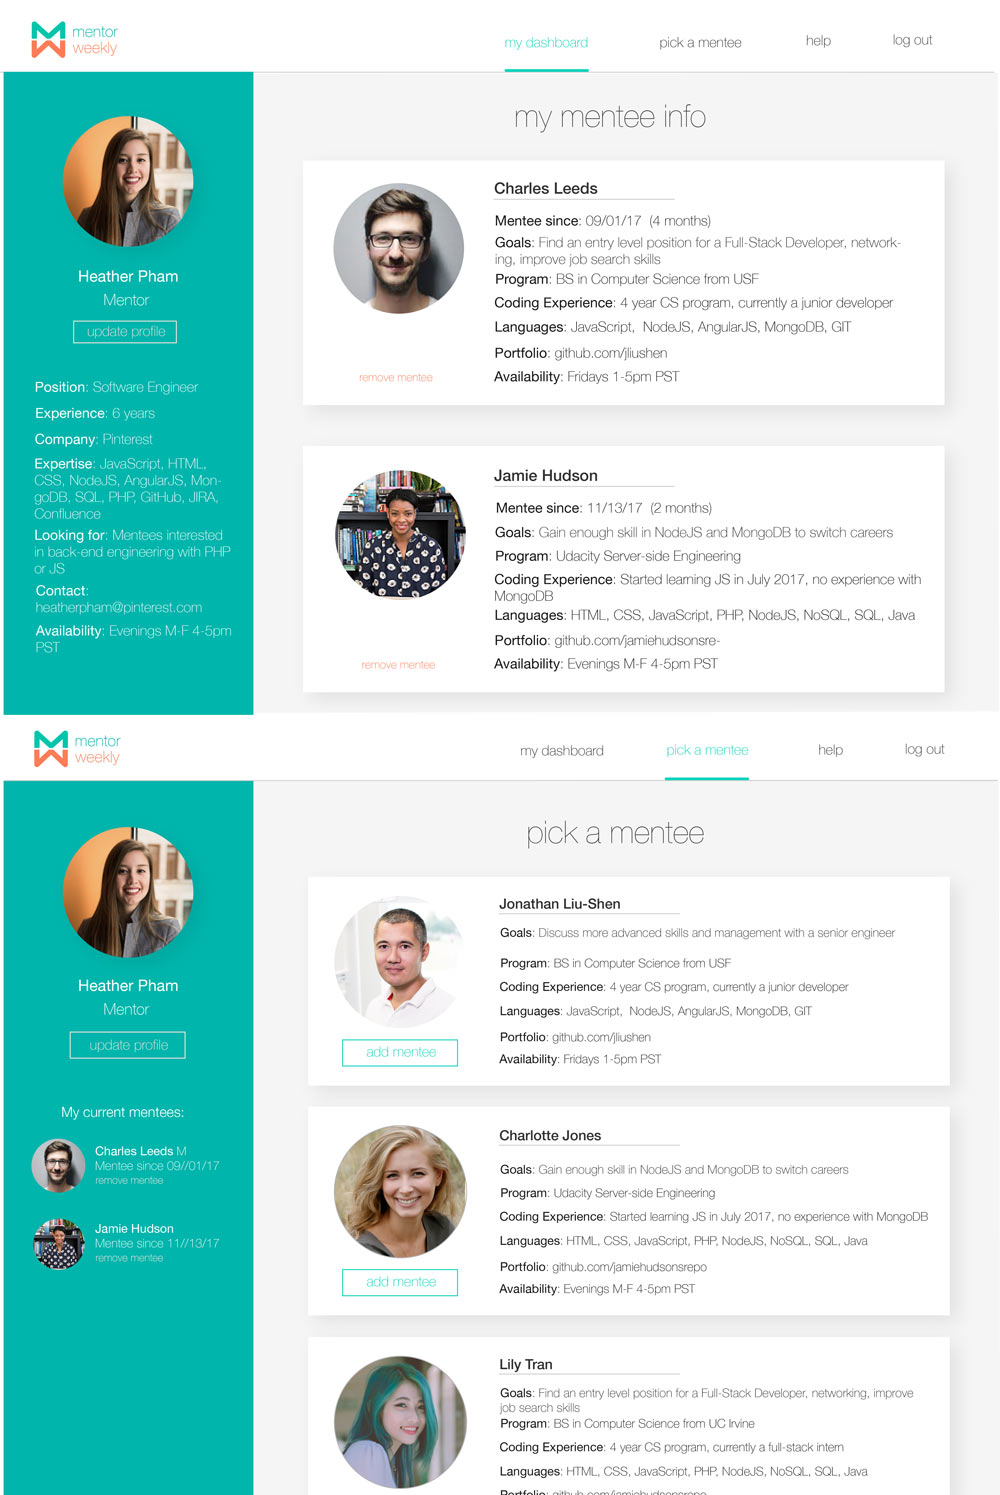 mentor
weekly
my dashboard
pick a mentee
help
log out
Heather Pham
Mentor
update profile
Position: Software Engineer
Experience: 6 years
Company: Pinterest
Expertise: JavaScript, HTML,
CSS, NodeJS, AngularJS, Mon-
goDB, SQL, PHP, GitHub, JIRA,
Confluence
Looking for: Mentees interested
in back-end engineering with PHP
or JS
Contact:
heatherpham@pinterest.com
Availability: Evenings M-F 4-5pm
PST
my mentee info
Charles Leeds
Mentee since: 09/01/17 (4 months)
Goals: Find an entry level position for a Full-Stack Developer, network-
ing, improve job search skills
Program: BS in Computer Science from USF
Coding Experience: 4 year CS program, currently a junior developer
Languages: JavaScript, NodeJS, AngularJS, MongoDB, GIT
Portfolio: github.com/jliushen
Availability: Fridays 1-5pm PST
remove mentee
Jamie Hudson
Mentee since: 11/13/17 (2 months)
Goals: Gain enough skill in NodeJS and MongoDB to switch careers
Program: Udacity Server-side Engineering
Coding Experience: Started learning JS in July 2017, no experience with
MongoDB
Languages: HTML, CSS, JavaScript, PHP, NodeJS, NoSQL, SQL, Java
Portfolio: github.com/jamiehudsonsre-
Availability: Evenings M-F 4-5pm PST
remove mentee
mentor
weekly
my dashboard
pick a mentee
help
log out
Heather Pham
Mentor
update profile
My current mentees:
Charles Leeds M
Mentee since 09//01/17
remove mentee
Jamie Hudson
Mentee since 11//13/17
remove mentee
pick a mentee
Jonathan Liu-Shen
Goals: Discuss more advanced skills and management with a senior engineer
Program: BS in Computer Science from USF
Coding Experience: 4 year CS program, currently a junior developer
Languages: JavaScript, NodeJS, AngularJS, MongoDB, GIT
Portfolio: github.com/jliushen
Availability: Fridays 1-5pm PST
add mentee
Charlotte Jones
Goals: Gain enough skill in NodeJS and MongoDB to switch careers
Program: Udacity Server-side Engineering
Coding Experience: Started learning JS in July 2017, no experience with MongoDB
Languages: HTML, CSS, JavaScript, PHP, NodeJS, NoSQL, SQL, Java
Portfolio: github.com/jamiehudsonsrepo
Availability: Evenings M-F 4-5pm PST
add mentee
Lily Tran
Goals: Find an entry level position for a Full-Stack Developer, networking, improve
job search skills
Program: BS in Computer Science from UC Irvine
Coding Experience: 4 year CS program, currently a full-stack intern
Languages: HTML, CSS, JavaScript, PHP, NodeJS, NoSQL, SQL, Java
Portfolio: github.com/jamiehudsonsrepo